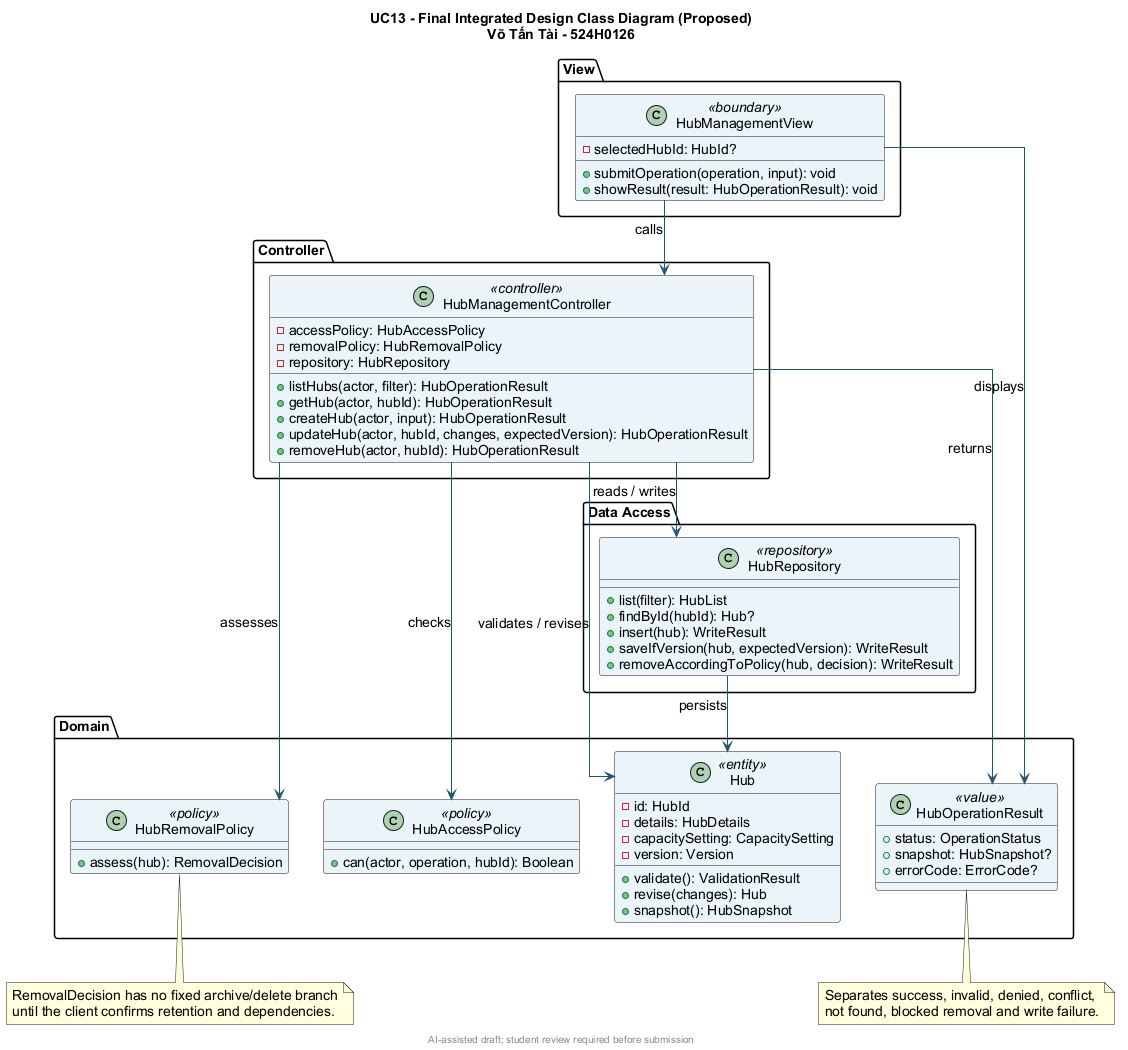 UC13 - Final Integrated Design Class Diagram (Proposed)
Võ Tấn Tài - 524H0126
View
C
«boundary»
HubManagementView
selectedHubId: HubId?
submitOperation(operation, input): void
showResult(result: HubOperationResult): void
calls
Controller
C
«controller»
HubManagementController
accessPolicy: HubAccessPolicy
removalPolicy: HubRemovalPolicy
repository: HubRepository
listHubs(actor, filter): HubOperationResult
getHub(actor, hubId): HubOperationResult
createHub(actor, input): HubOperationResult
updateHub(actor, hubId, changes, expectedVersion): HubOperationResult
removeHub(actor, hubId): HubOperationResult
displays
returns
reads / writes
Data Access
C
«repository»
HubRepository
list(filter): HubList
findById(hubId): Hub?
insert(hub): WriteResult
saveIfVersion(hub, expectedVersion): WriteResult
removeAccordingToPolicy(hub, decision): WriteResult
assesses
checks
validates / revises
persists
Domain
C
«policy»
HubRemovalPolicy
assess(hub): RemovalDecision
C
«policy»
HubAccessPolicy
can(actor, operation, hubId): Boolean
C
«entity»
Hub
id: HubId
details: HubDetails
capacitySetting: CapacitySetting
version: Version
validate(): ValidationResult
revise(changes): Hub
snapshot(): HubSnapshot
C
«value»
HubOperationResult
status: OperationStatus
snapshot: HubSnapshot?
errorCode: ErrorCode?
RemovalDecision has no fixed archive/delete branch
until the client confirms retention and dependencies.
Separates success, invalid, denied, conflict,
not found, blocked removal and write failure.
AI-assisted draft; student review required before submission